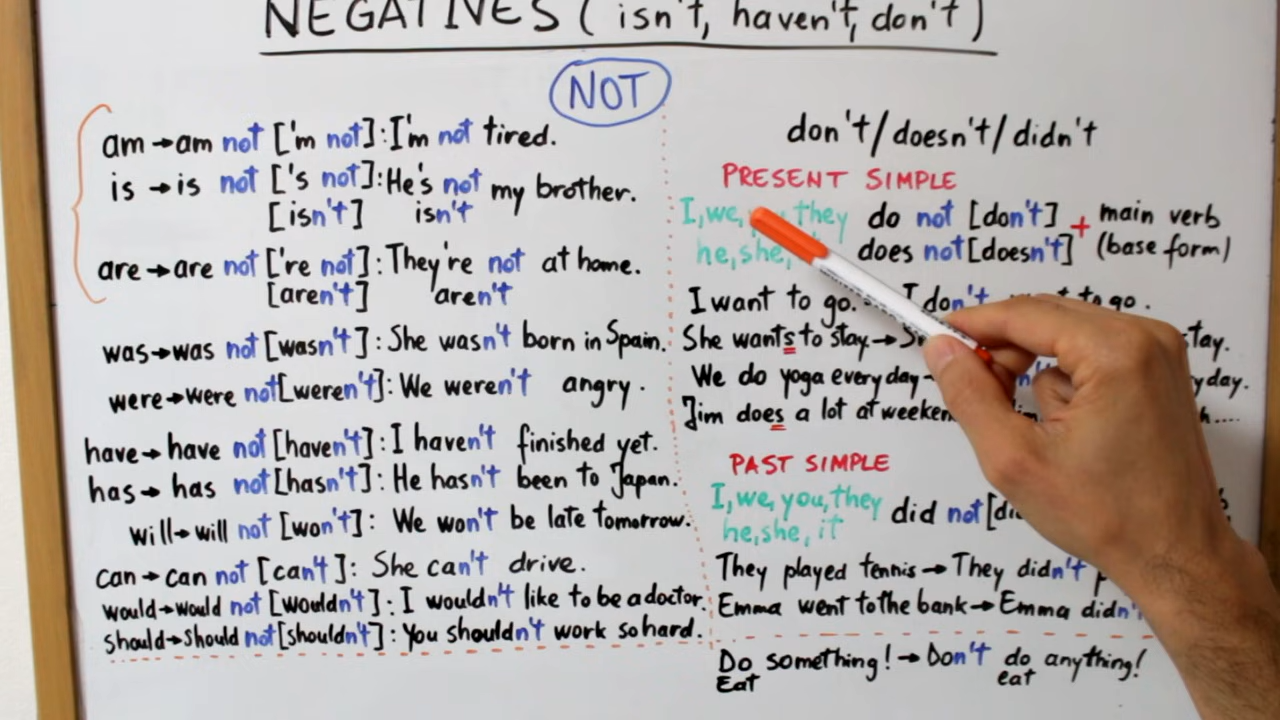 NEGATIVES ( isn't, haven't, don't )
NOT
am → am not ['m not]: I'm not tired.
is → is not ['s not]: He's not my brother.
[isn't] isn't
are → are not ['re not]: They're not at home.
[aren't] aren't
was → was not [wasn't]: She wasn't born in Spain.
were → were not [weren't]: We weren't angry.
have → have not [haven't]: I haven't finished yet.
has → has not [hasn't]: He hasn't been to Japan.
will → will not [won't]: We won't be late tomorrow.
can → can not [can't]: She can't drive.
would → would not [wouldn't]: I wouldn't like to be a doctor.
should → should not [shouldn't]: You shouldn't work so hard.
don't / doesn't / didn't
PRESENT SIMPLE
I, we, they do not [don't] + main verb
he, she, does not [doesn't] (base form)
I want to go. I don't to go.
She wants to stay →
We do yoga every day
Jim does a lot at
PAST SIMPLE
I, we, you, they did not
he, she, it
They played tennis → They didn't
Emma went to the bank → Emma
Do something! → Don't do anything!
Eat eat